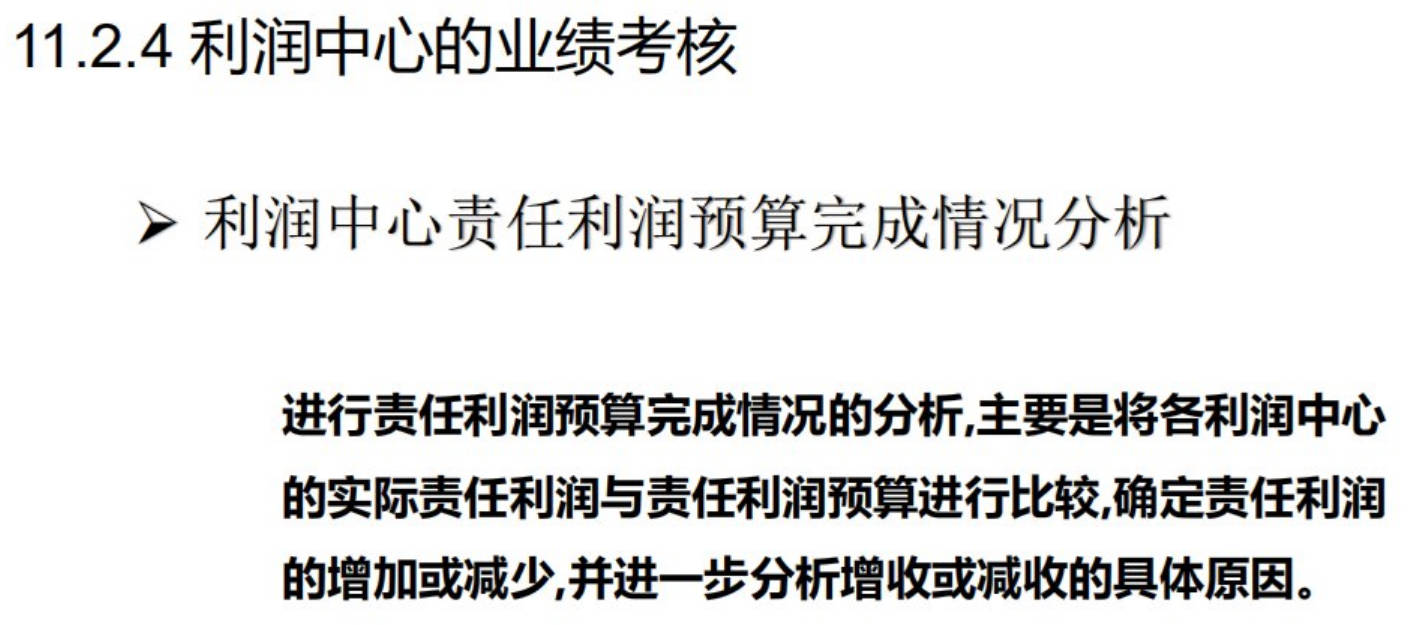 11.2.4 利润中心的业绩考核
➢ 利润中心责任利润预算完成情况分析
进行责任利润预算完成情况的分析,主要是将各利润中心
的实际责任利润与责任利润预算进行比较,确定责任利润
的增加或减少,并进一步分析增收或减收的具体原因。